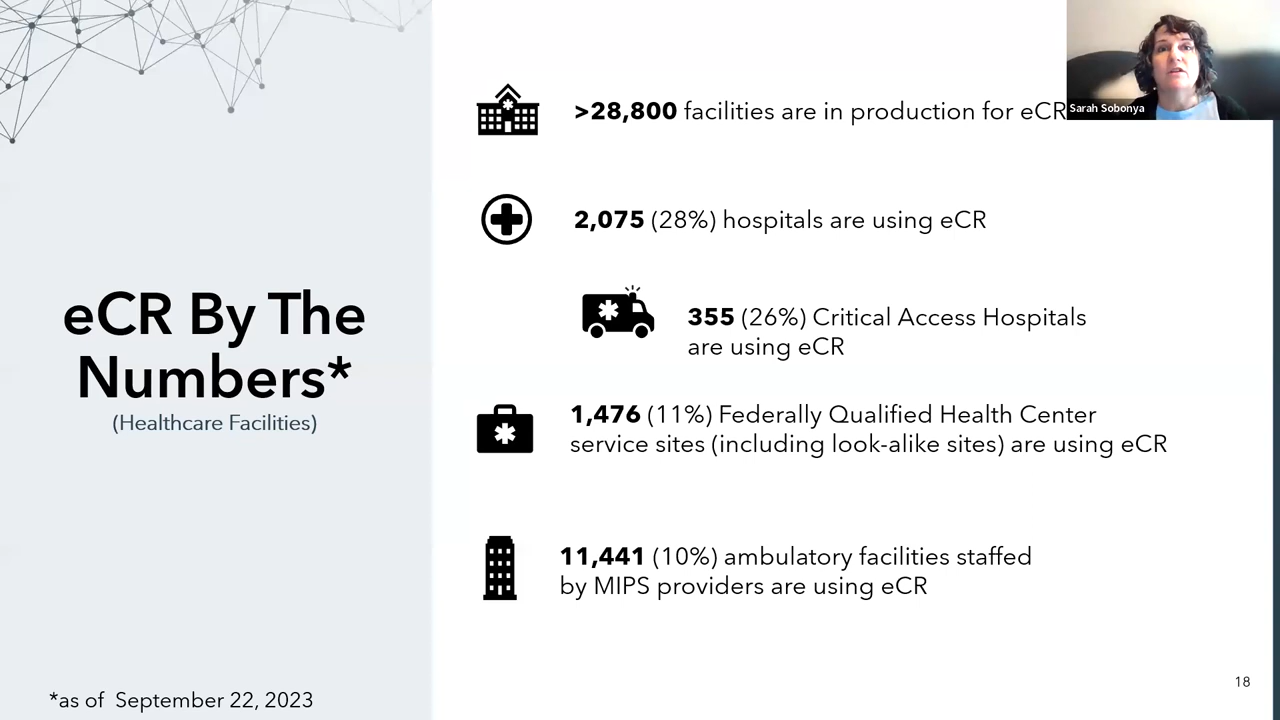 Sarah Sobonya
>28,800 facilities are in production for eCR
2,075 (28%) hospitals are using eCR
355 (26%) Critical Access Hospitals
are using eCR
eCR By The
Numbers*
(Healthcare Facilities)
1,476 (11%) Federally Qualified Health Center
service sites (including look-alike sites) are using eCR
11,441 (10%) ambulatory facilities staffed
by MIPS providers are using eCR
18
*as of September 22, 2023